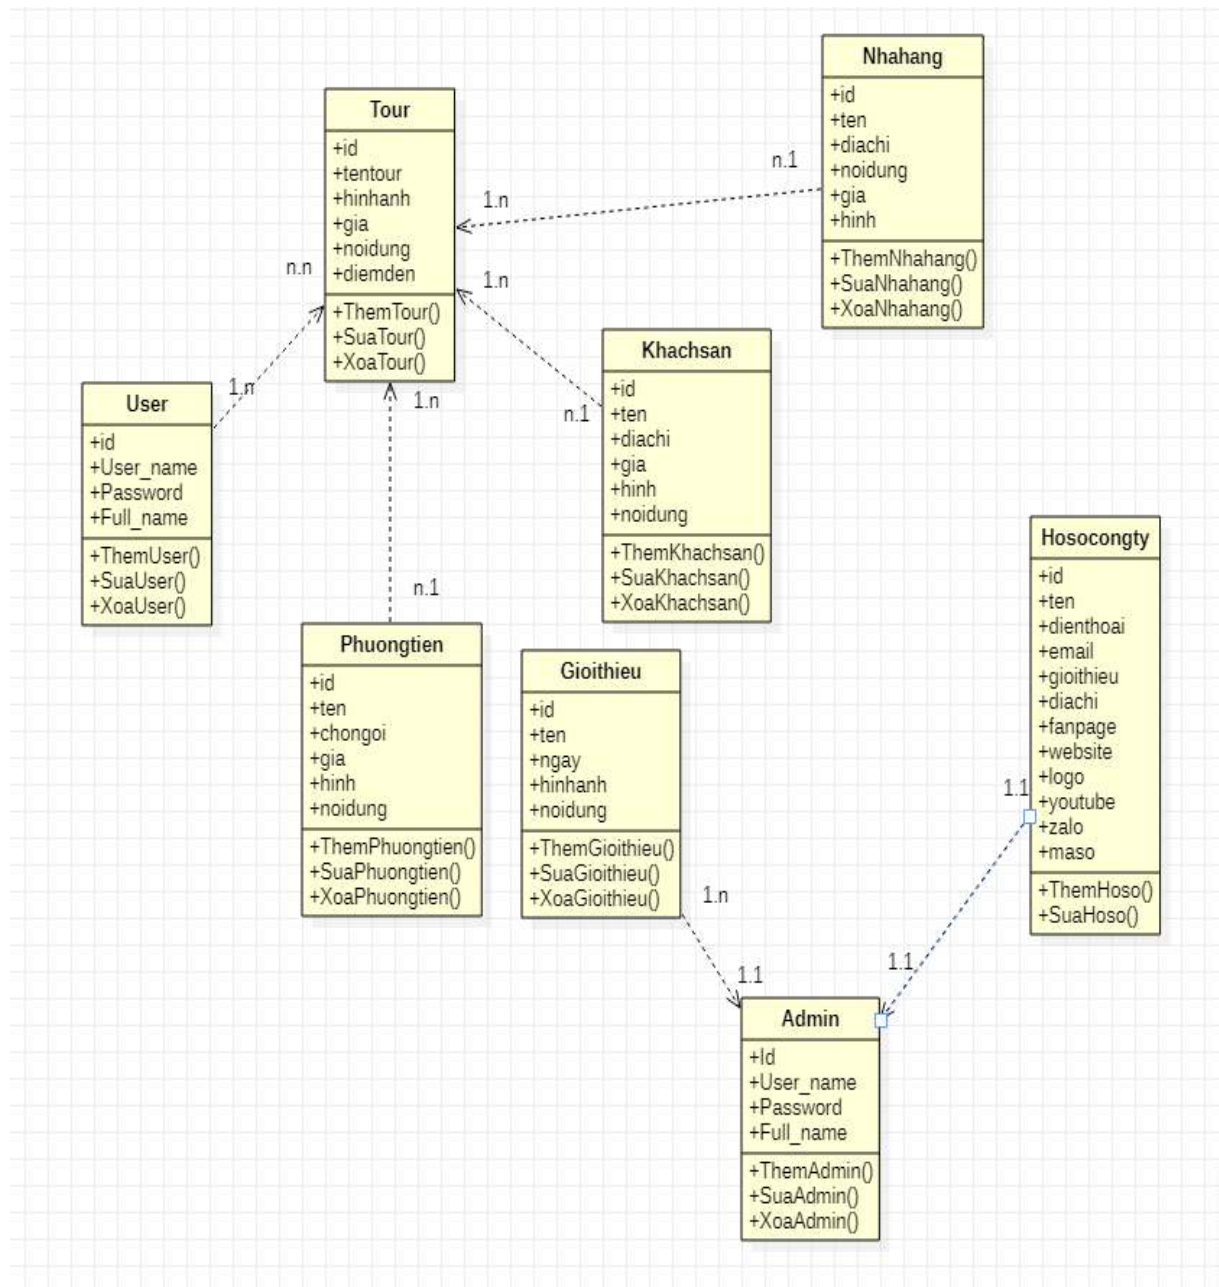 Nhahang
+id
+ten
+diachi
+noidung
+gia
+hinh
+ThemNhahang()
+SuaNhahang()
+XoaNhahang()
n.1
1.n
Tour
+id
+tentour
+hinhanh
+gia
+noidung
+diemden
+ThemTour()
+SuaTour()
+XoaTour()
n.n
1.n
1.n
n.1
1.n
n.1
User
+id
+User_name
+Password
+Full_name
+ThemUser()
+SuaUser()
+XoaUser()
Khachsan
+id
+ten
+diachi
+gia
+hinh
+noidung
+ThemKhachsan()
+SuaKhachsan()
+XoaKhachsan()
Phuongtien
+id
+ten
+chongoi
+gia
+hinh
+noidung
+ThemPhuongtien()
+SuaPhuongtien()
+XoaPhuongtien()
Gioithieu
+id
+ten
+ngay
+hinhanh
+noidung
+ThemGioithieu()
+SuaGioithieu()
+XoaGioithieu()
Hosocongty
+id
+ten
+dienthoai
+email
+gioithieu
+diachi
+fanpage
+website
+logo
+youtube
+zalo
+maso
+ThemHoso()
+SuaHoso()
1.1
1.n
1.1
1.1
Admin
+Id
+User_name
+Password
+Full_name
+ThemAdmin()
+SuaAdmin()
+XoaAdmin()